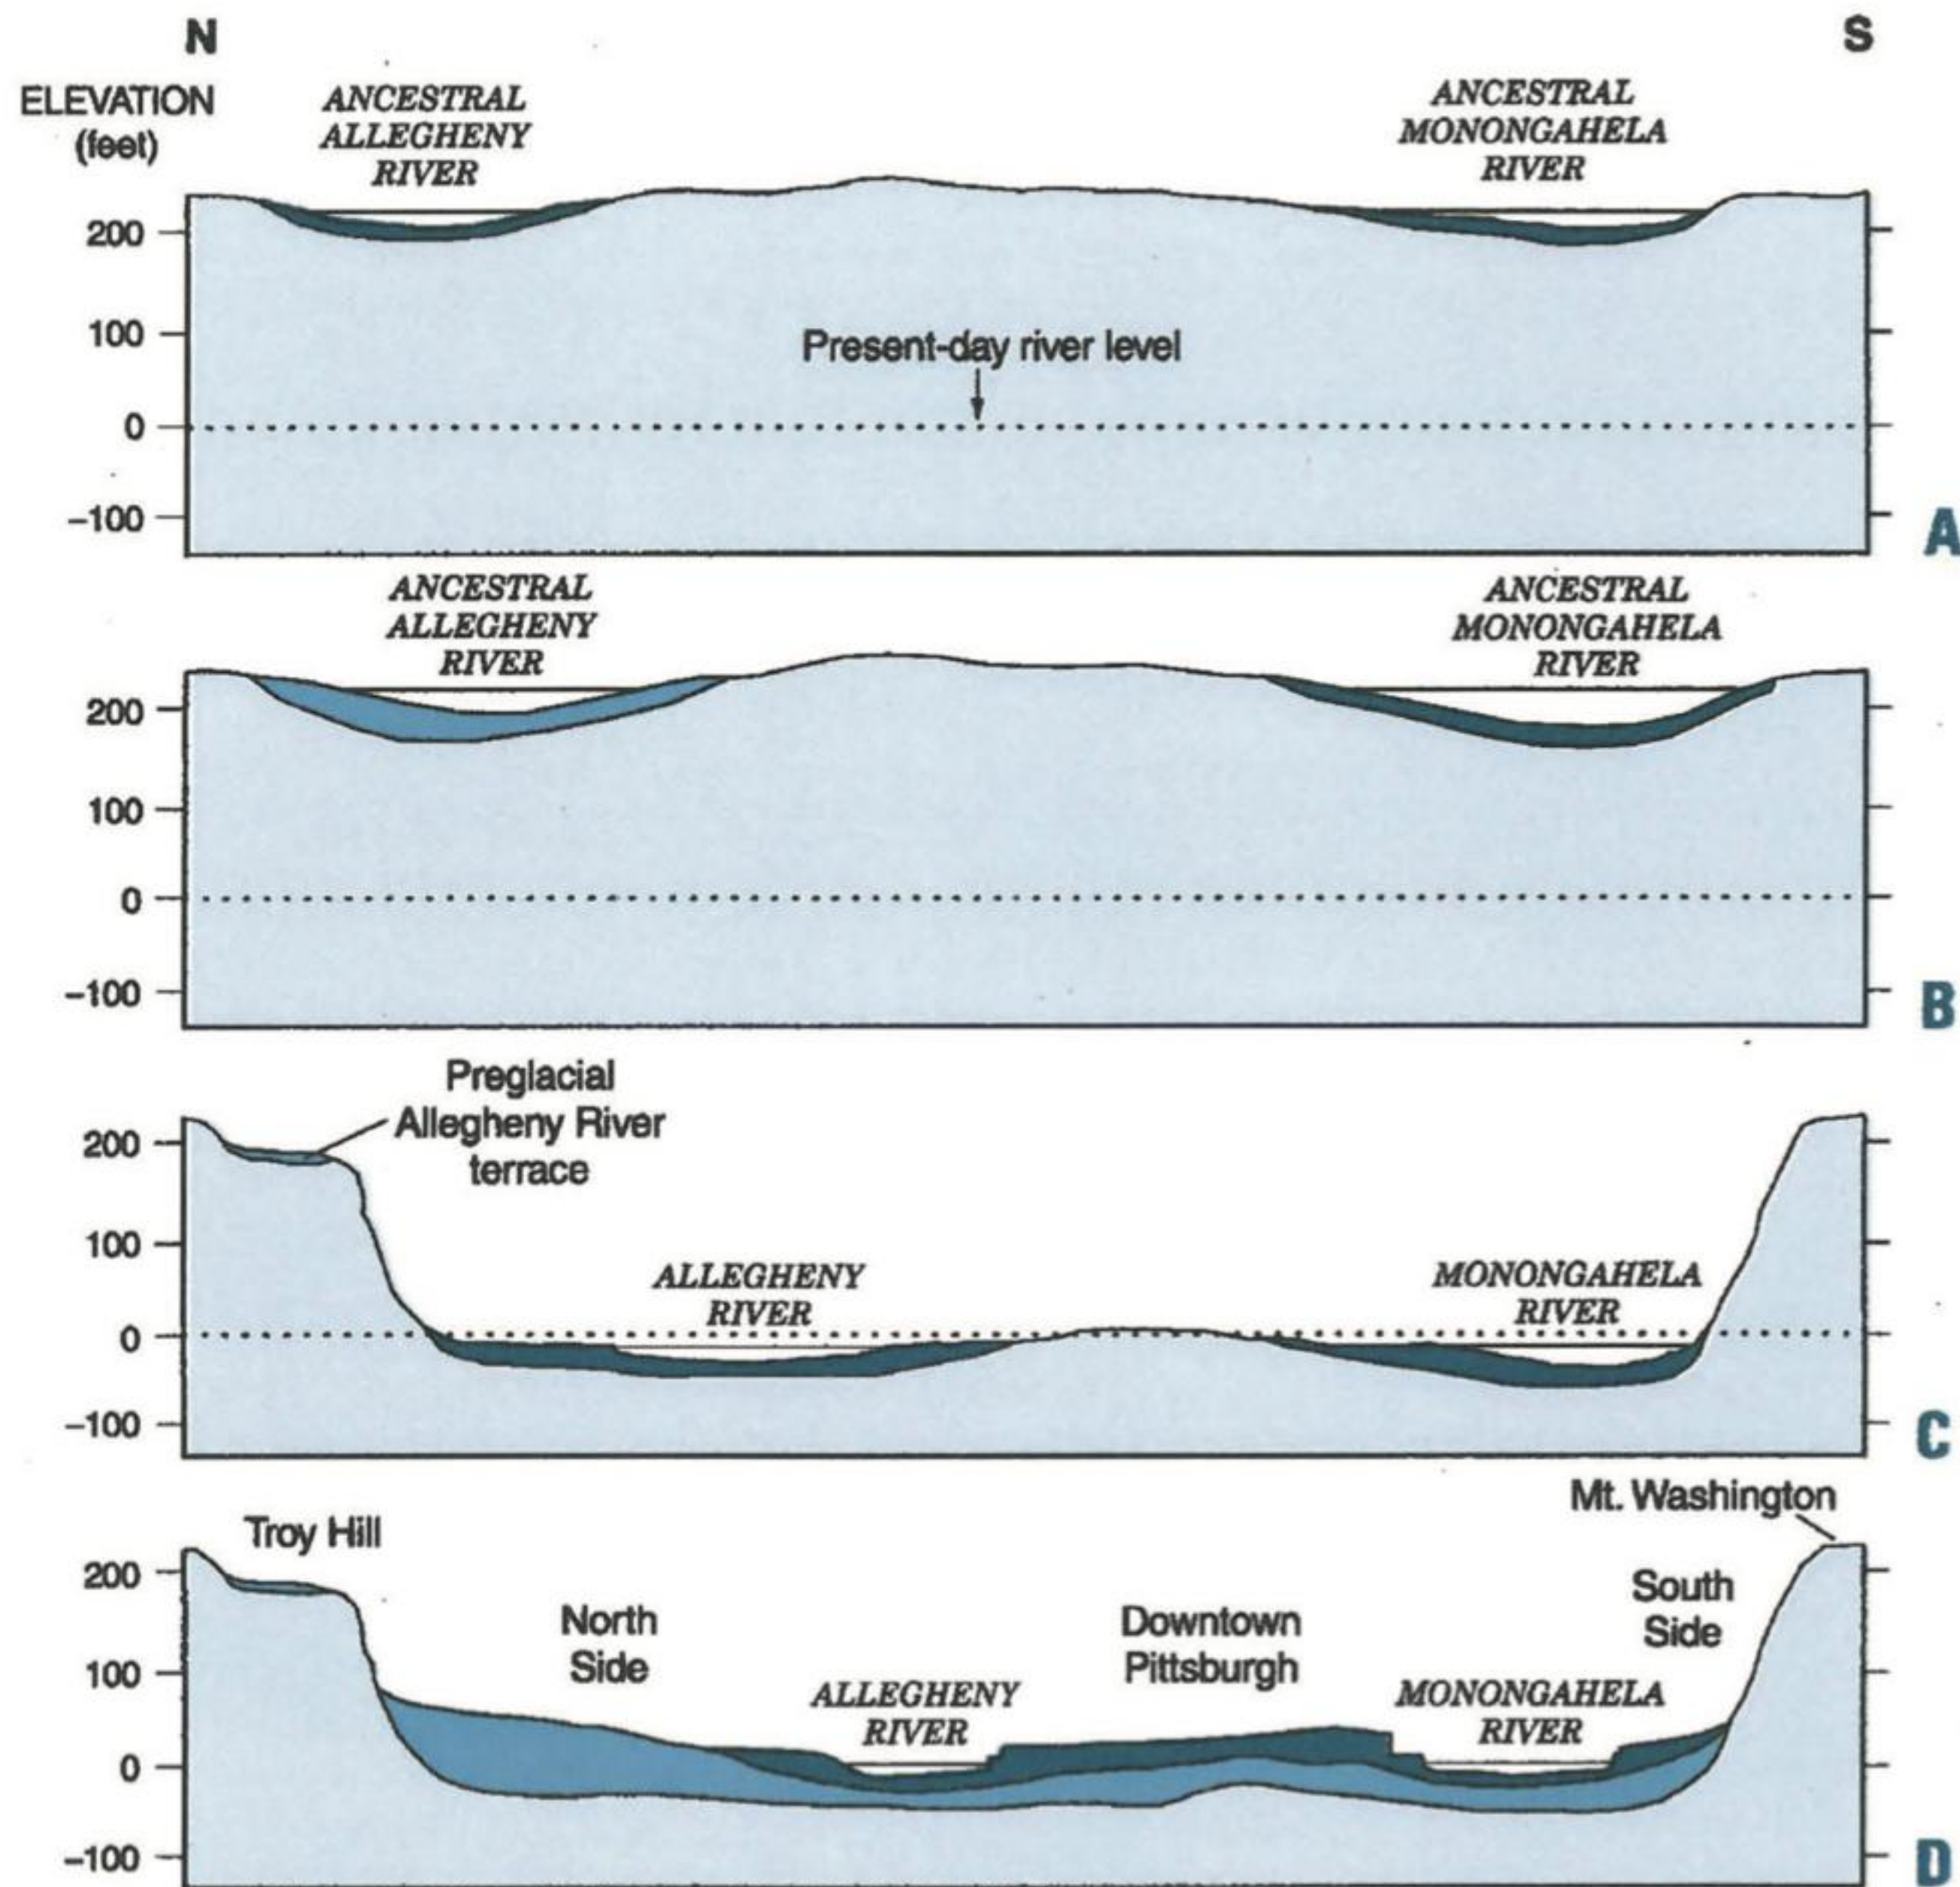 N
S
ELEVATION
(feet)
ANCESTRAL
ALLEGHENY
RIVER
ANCESTRAL
MONONGAHELA
RIVER
200
100
Present-day river level
0
–100
A
ANCESTRAL
ALLEGHENY
RIVER
ANCESTRAL
MONONGAHELA
RIVER
200
100
0
–100
B
Preglacial
Allegheny River
terrace
200
100
ALLEGHENY
RIVER
MONONGAHELA
RIVER
0
–100
C
Mt. Washington
Troy Hill
200
South
Side
North
Side
Downtown
Pittsburgh
100
ALLEGHENY
RIVER
MONONGAHELA
RIVER
0
–100
D